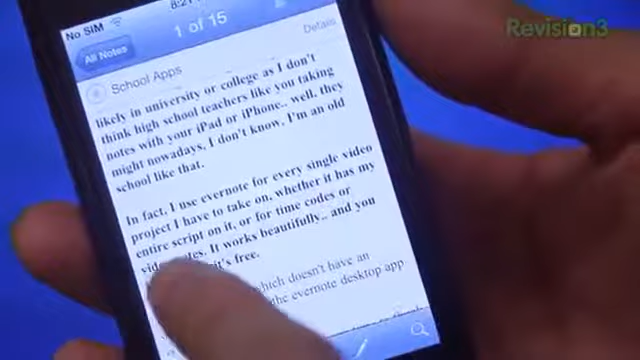 Revision3
No SIM
8:21
1 of 15
All Notes
Details
School Apps
likely in university or college as I don't
think high school teachers like you taking
notes with your iPad or iPhone.. well, they
might nowadays, I don't know. I'm an old
school like that.
In fact, I use evernote for every single video
project I have to take on, whether it has my
entire script on it, or for time codes or
It works beautifully.. and you
it's free.
which doesn't have an
the evernote desktop app